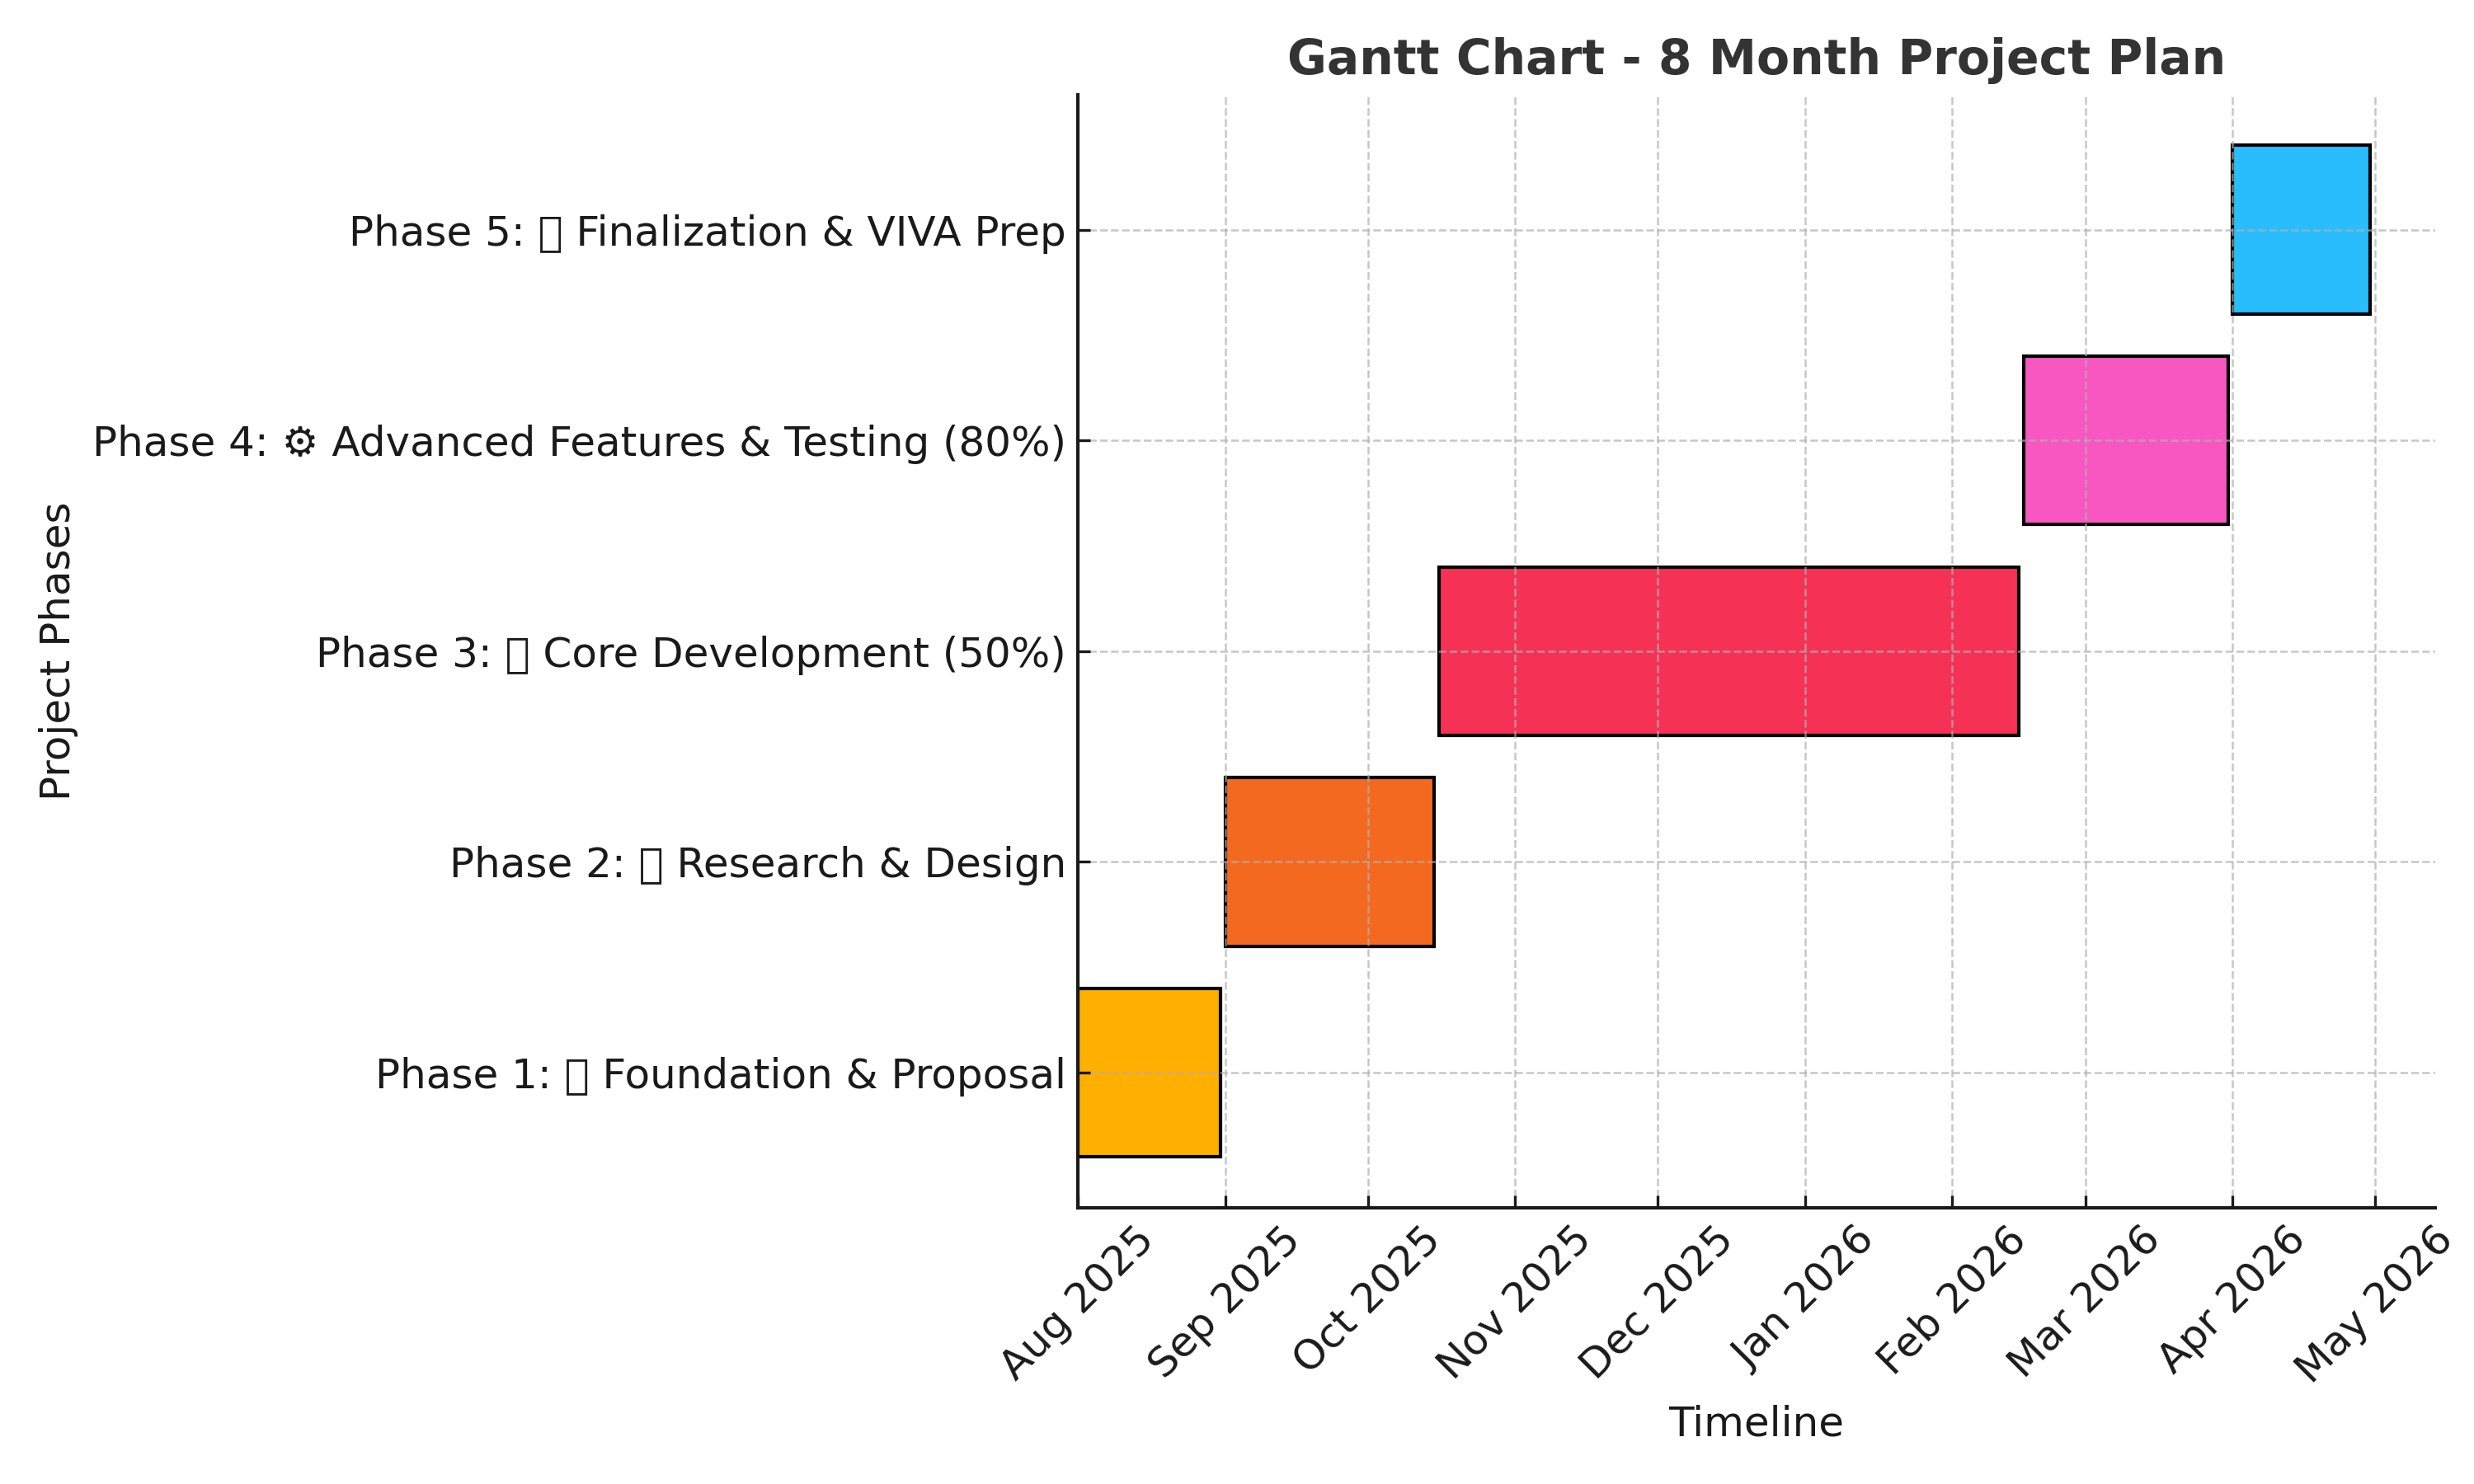 Gantt Chart - 8 Month Project Plan
Project Phases
Phase 5: ▯ Finalization & VIVA Prep
Phase 4: ⚙ Advanced Features & Testing (80%)
Phase 3: ▯ Core Development (50%)
Phase 2: ▯ Research & Design
Phase 1: ▯ Foundation & Proposal
Aug 2025
Sep 2025
Oct 2025
Nov 2025
Dec 2025
Jan 2026
Feb 2026
Mar 2026
Apr 2026
May 2026
Timeline